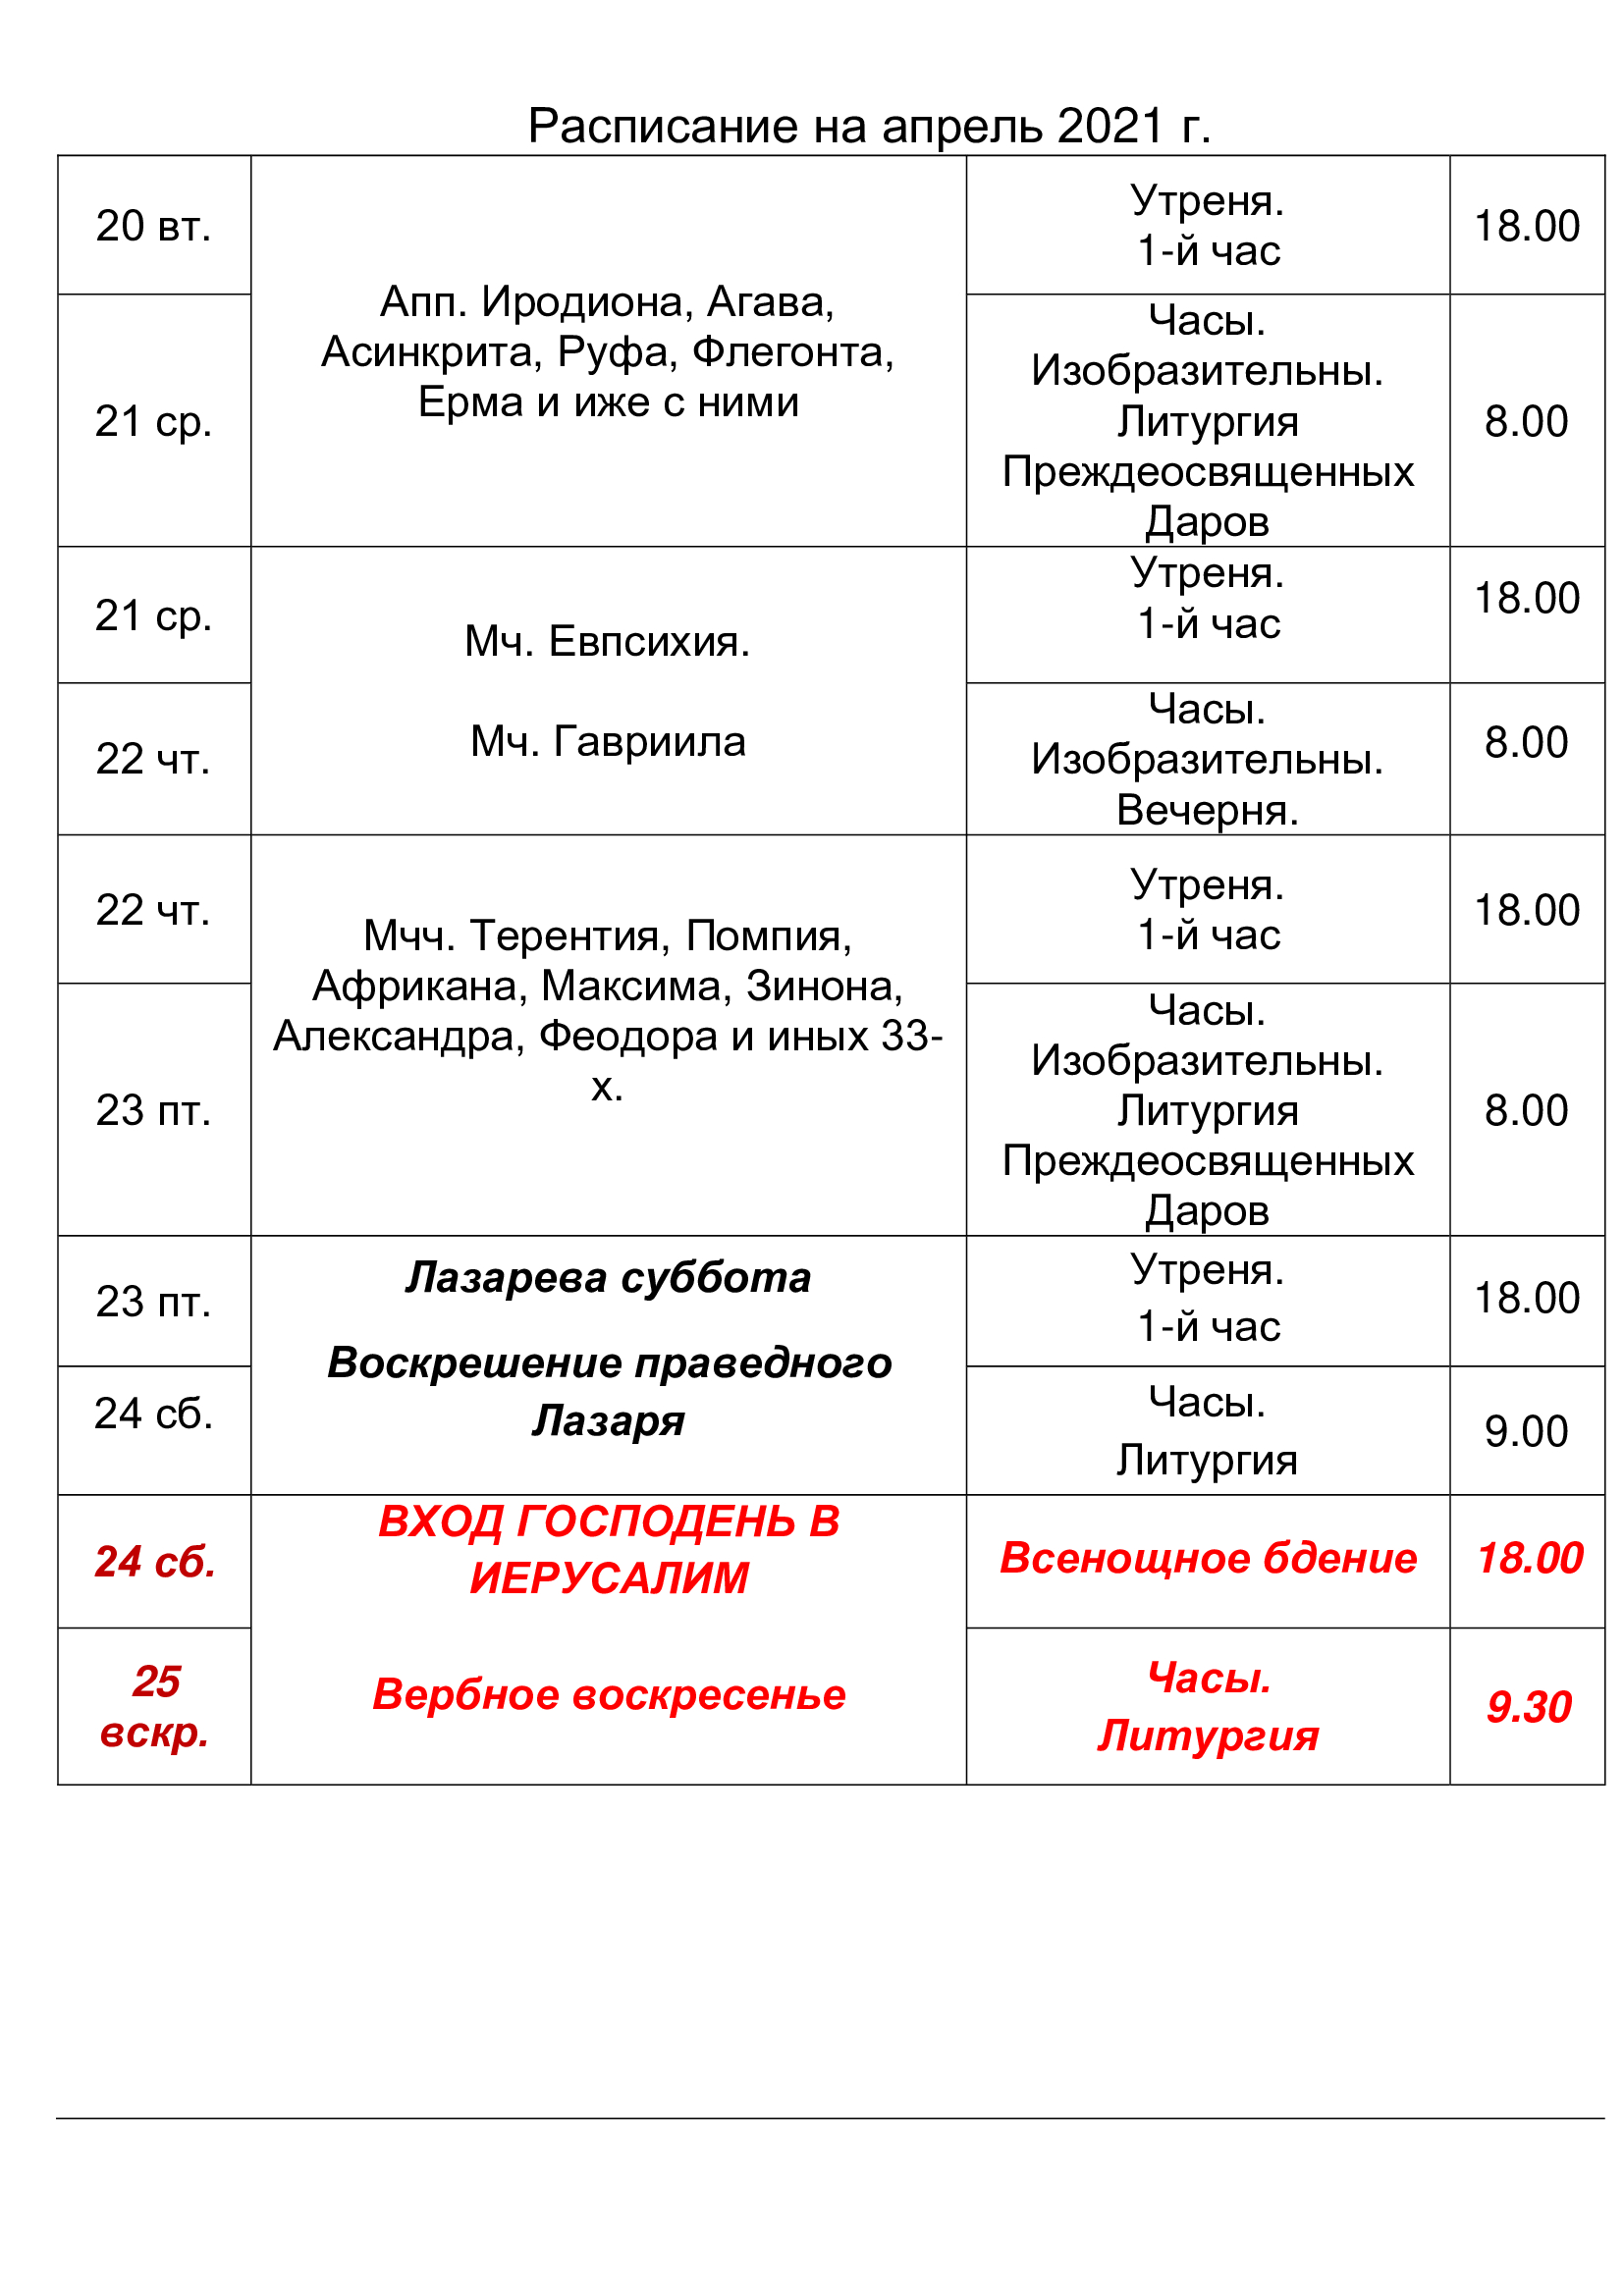 Расписание на апрель 2021 г.
20 вт.
Апп. Иродиона, Агава,
Асинкрита, Руфа, Флегонта,
Ерма и иже с ними
Утреня.
1-й час
18.00
21 ср.
Часы.
Изобразительны.
Литургия
Преждеосвященных
Даров
8.00
21 ср.
Мч. Евпсихия.
Мч. Гавриила
Утреня.
1-й час
18.00
22 чт.
Часы.
Изобразительны.
Вечерня.
8.00
22 чт.
Мчч. Терентия, Помпия,
Африкана, Максима, Зинона,
Александра, Феодора и иных 33-
х.
Утреня.
1-й час
18.00
23 пт.
Часы.
Изобразительны.
Литургия
Преждеосвященных
Даров
8.00
23 пт.
Лазарева суббота
Воскрешение праведного
Лазаря
Утреня.
1-й час
18.00
24 сб.
Часы.
Литургия
9.00
24 сб.
ВХОД ГОСПОДЕНЬ В
ИЕРУСАЛИМ
Вербное воскресенье
Всенощное бдение
18.00
25
вскр.
Часы.
Литургия
9.30